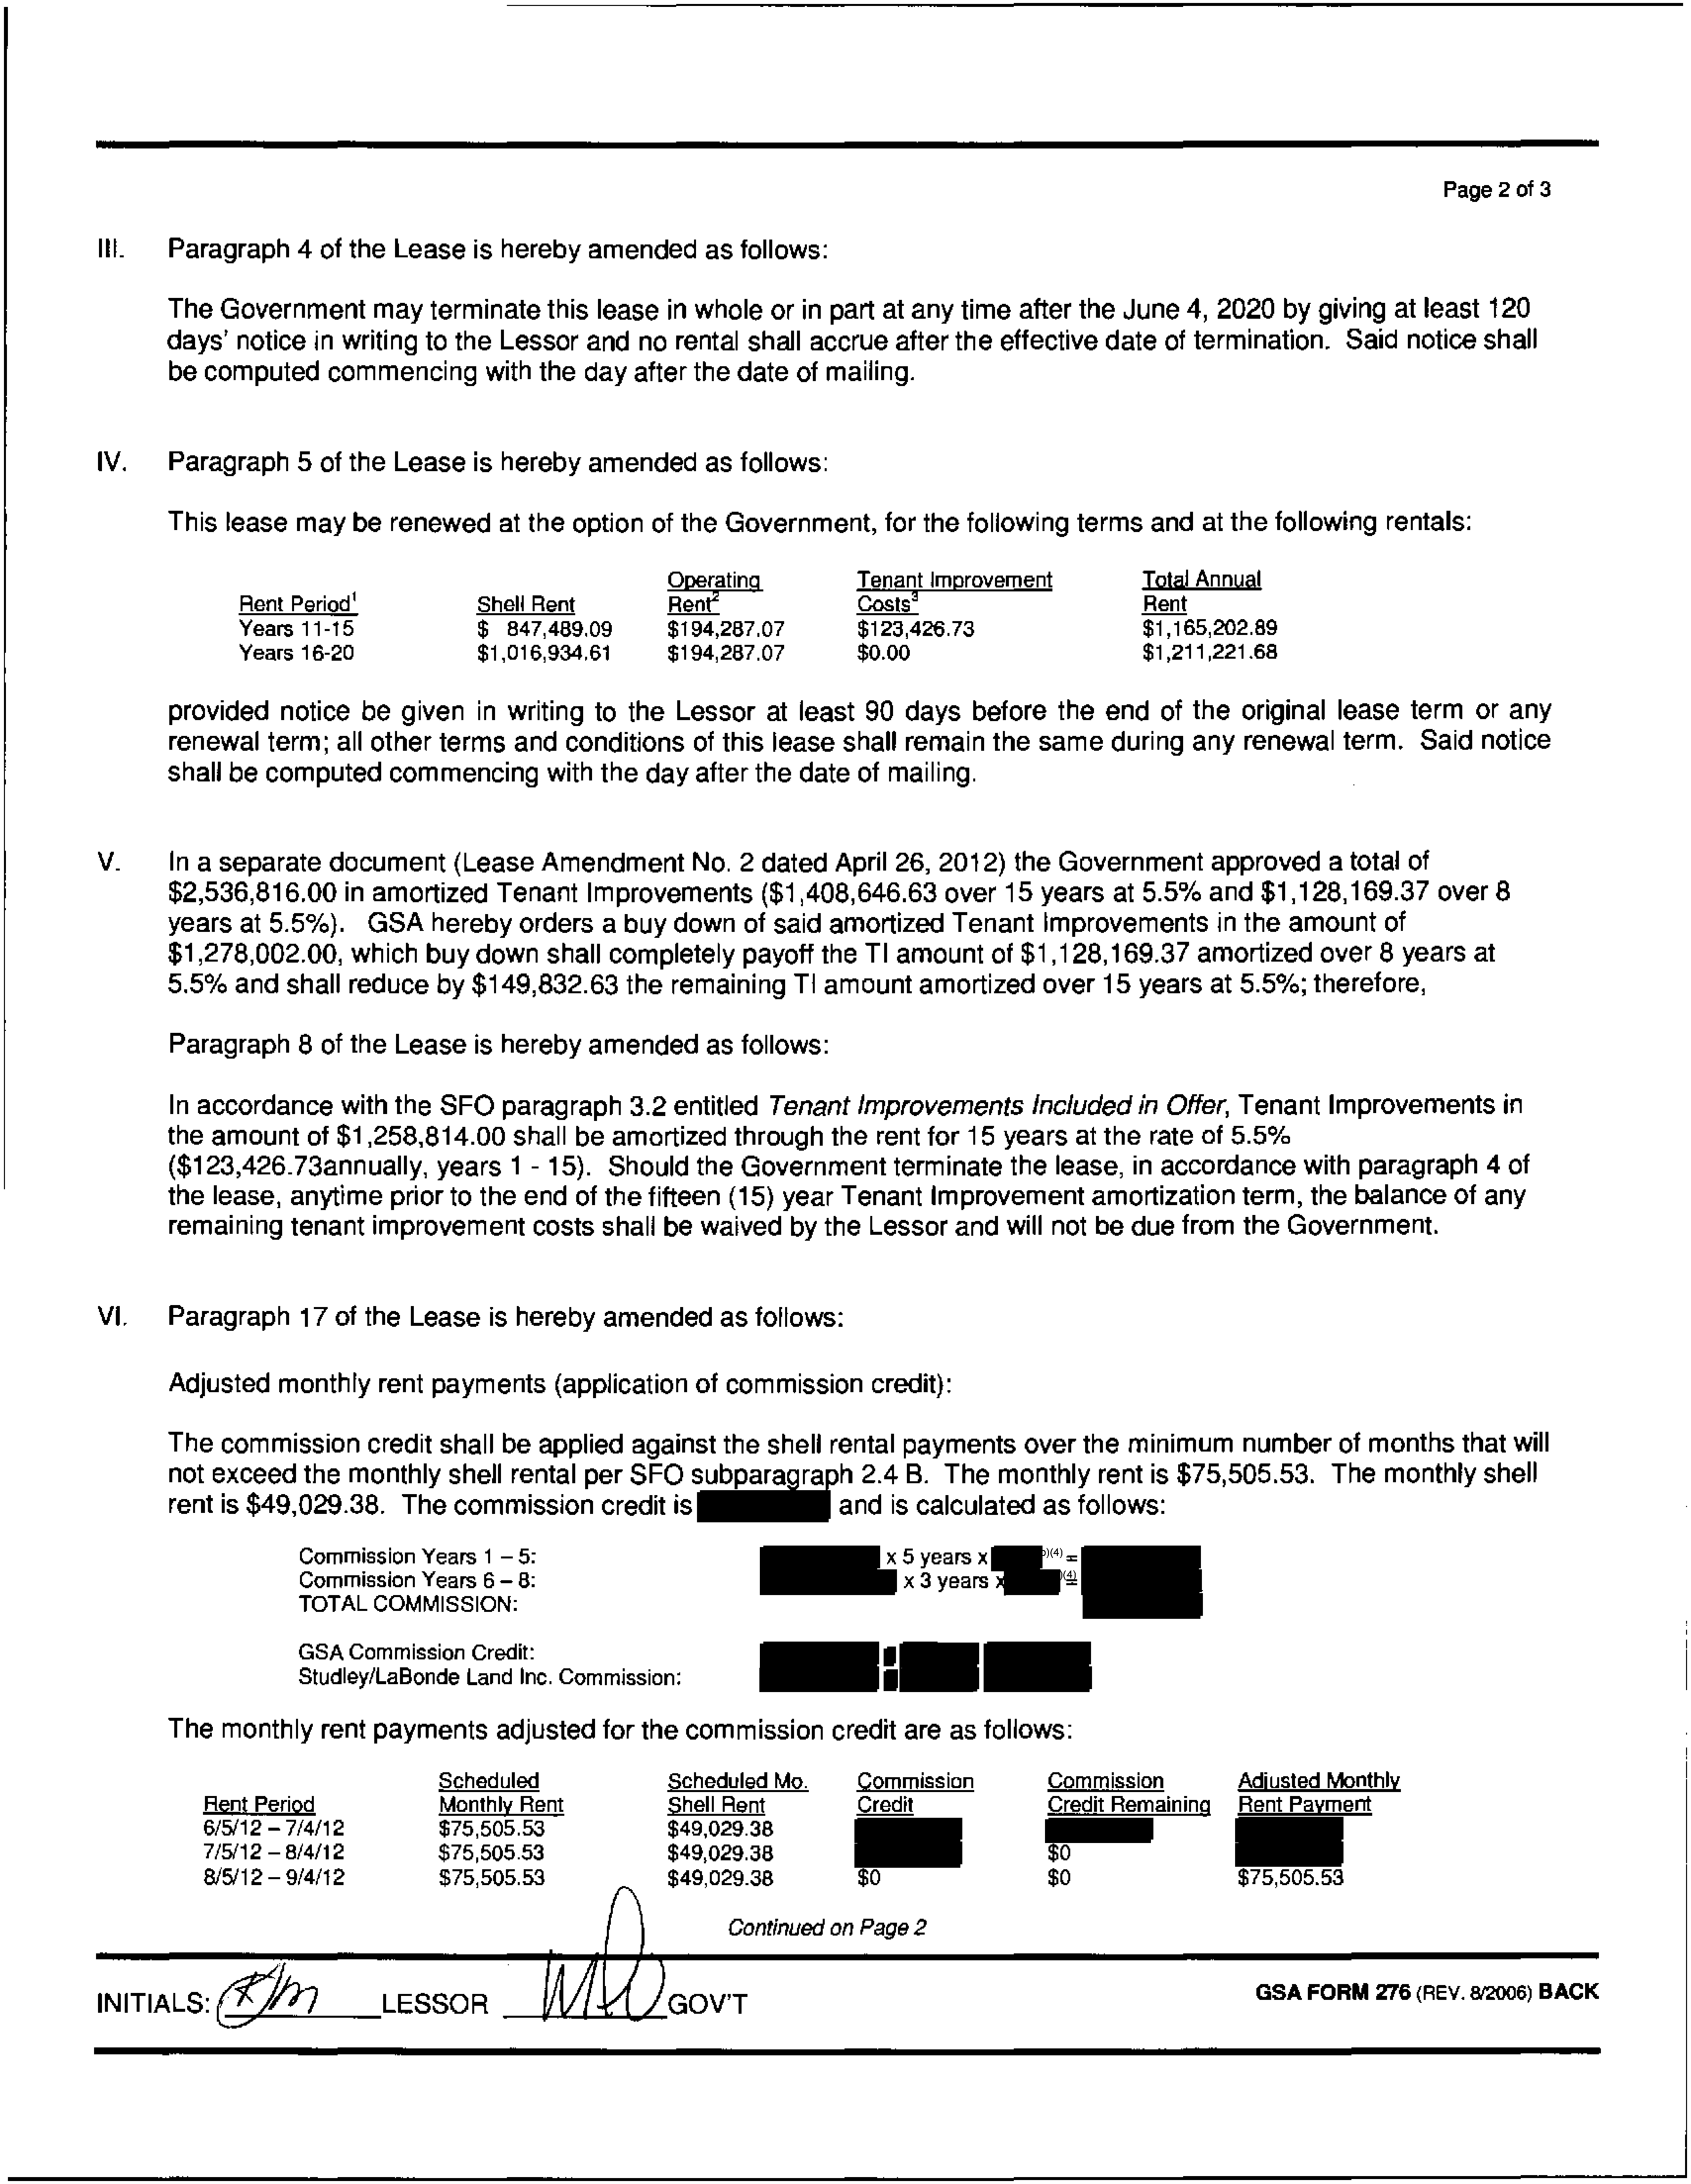 Page 2 of 3
III. Paragraph 4 of the Lease is hereby amended as follows:
The Government may terminate this lease in whole or in part at any time after the June 4, 2020 by giving at least 120
days' notice in writing to the Lessor and no rental shall accrue after the effective date of termination. Said notice shall
be computed commencing with the day after the date of mailing.
IV. Paragraph 5 of the Lease is hereby amended as follows:
This lease may be renewed at the option of the Government, for the following terms and at the following rentals:
Operating Tenant Improvement Total Annual
Rent Period¹ Shell Rent Rent² Costs³ Rent
Years 11-15 $ 847,489.09 $194,287.07 $123,426.73 $1,165,202.89
Years 16-20 $1,016,934.61 $194,287.07 $0.00 $1,211,221.68
provided notice be given in writing to the Lessor at least 90 days before the end of the original lease term or any
renewal term; all other terms and conditions of this lease shall remain the same during any renewal term. Said notice
shall be computed commencing with the day after the date of mailing.
V. In a separate document (Lease Amendment No. 2 dated April 26, 2012) the Government approved a total of
$2,536,816.00 in amortized Tenant Improvements ($1,408,646.63 over 15 years at 5.5% and $1,128,169.37 over 8
years at 5.5%). GSA hereby orders a buy down of said amortized Tenant Improvements in the amount of
$1,278,002.00, which buy down shall completely payoff the TI amount of $1,128,169.37 amortized over 8 years at
5.5% and shall reduce by $149,832.63 the remaining TI amount amortized over 15 years at 5.5%; therefore,
Paragraph 8 of the Lease is hereby amended as follows:
In accordance with the SFO paragraph 3.2 entitled Tenant Improvements Included in Offer, Tenant Improvements in
the amount of $1,258,814.00 shall be amortized through the rent for 15 years at the rate of 5.5%
($123,426.73annually, years 1 - 15). Should the Government terminate the lease, in accordance with paragraph 4 of
the lease, anytime prior to the end of the fifteen (15) year Tenant Improvement amortization term, the balance of any
remaining tenant improvement costs shall be waived by the Lessor and will not be due from the Government.
VI. Paragraph 17 of the Lease is hereby amended as follows:
Adjusted monthly rent payments (application of commission credit):
The commission credit shall be applied against the shell rental payments over the minimum number of months that will
not exceed the monthly shell rental per SFO subparagraph 2.4 B. The monthly rent is $75,505.53. The monthly shell
rent is $49,029.38. The commission credit is and is calculated as follows:
Commission Years 1 – 5: x 5 years x )(4) =
Commission Years 6 – 8: x 3 years x (4) =
TOTAL COMMISSION:
GSA Commission Credit:
Studley/LaBonde Land Inc. Commission:
The monthly rent payments adjusted for the commission credit are as follows:
Scheduled Scheduled Mo. Commission Commission Adjusted Monthly
Rent Period Monthly Rent Shell Rent Credit Credit Remaining Rent Payment
6/5/12 – 7/4/12 $75,505.53 $49,029.38
7/5/12 – 8/4/12 $75,505.53 $49,029.38 $0
8/5/12 – 9/4/12 $75,505.53 $49,029.38 $0 $0 $75,505.53
Continued on Page 2
INITIALS: LESSOR GOV'T GSA FORM 276 (REV. 8/2006) BACK